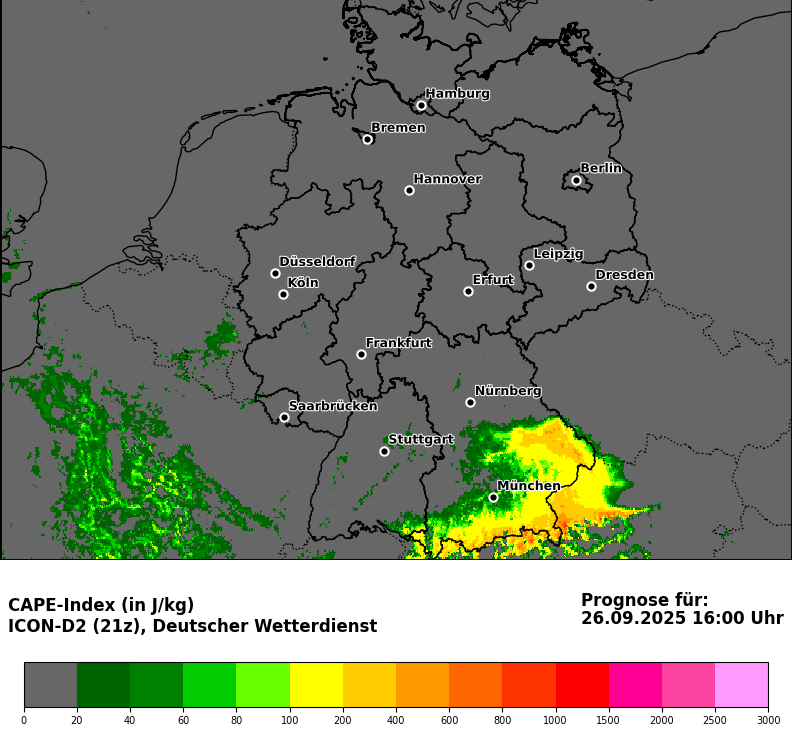 Hamburg
Bremen
Berlin
Hannover
Leipzig
Düsseldorf
Dresden
Köln
Erfurt
Frankfurt
Nürnberg
Saarbrücken
Stuttgart
München
CAPE-Index (in J/kg)
ICON-D2 (21z), Deutscher Wetterdienst
Prognose für:
26.09.2025 16:00 Uhr
0 20 40 60 80 100 200 400 600 800 1000 1500 2000 2500 3000